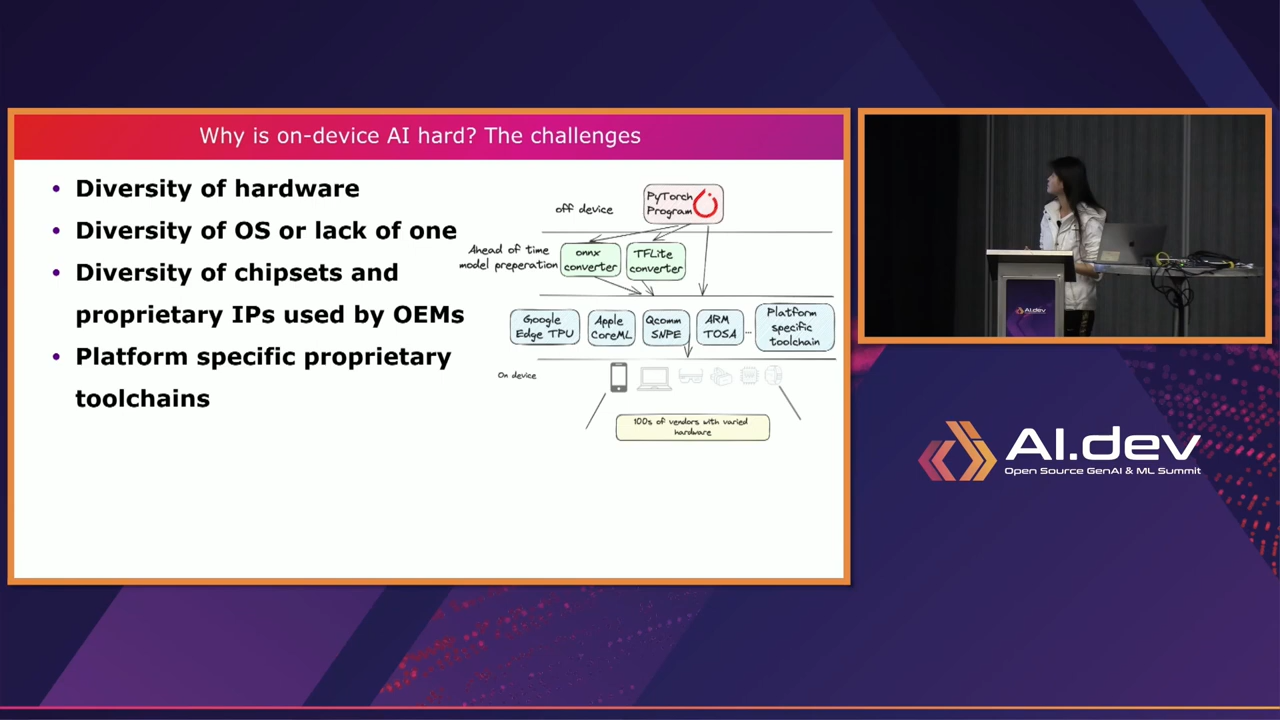 Why is on-device AI hard? The challenges
• Diversity of hardware
• Diversity of OS or lack of one
• Diversity of chipsets and
proprietary IPs used by OEMs
• Platform specific proprietary
toolchains
off device
PyTorch
Program
Ahead of time
model preperation
onnx
converter
TFLite
converter
Google
Edge TPU
Apple
CoreML
Qcomm
SNPE
ARM
TOSA
...
Platform
specific
toolchain
On device
100s of vendors with varied
hardware
AI.dev
AI.dev
Open Source GenAI & ML Summit